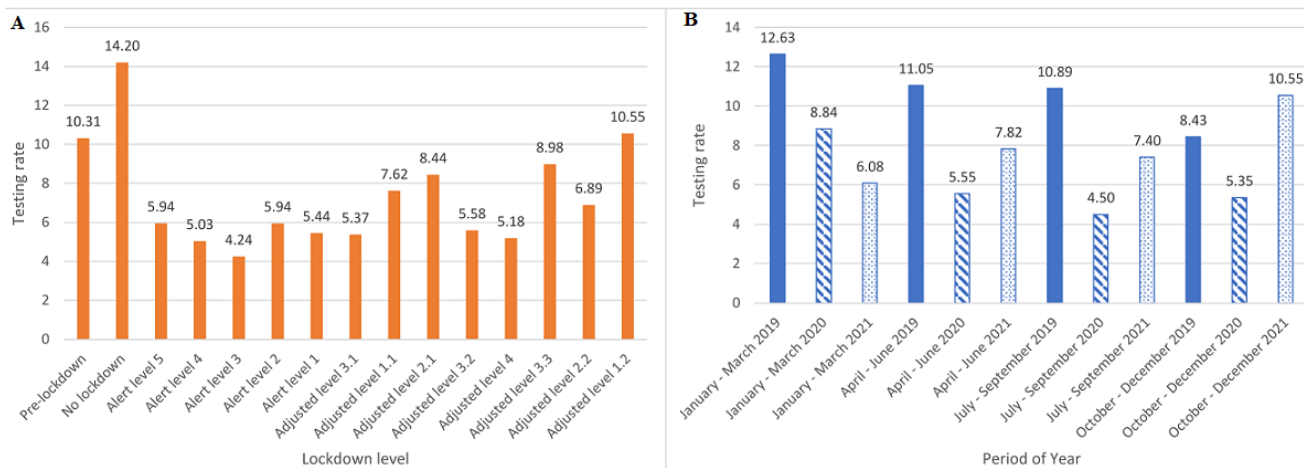 A
16
14
12
10
8
6
4
2
0
Testing rate
10.31
14.20
5.94
5.03
4.24
5.94
5.44
5.37
7.62
8.44
5.58
5.18
8.98
6.89
10.55
Pre-lockdown
No lockdown
Alert level 5
Alert level 4
Alert level 3
Alert level 2
Alert level 1
Adjusted level 3.1
Adjusted level 1.1
Adjusted level 2.1
Adjusted level 3.2
Adjusted level 4
Adjusted level 3.3
Adjusted level 2.2
Adjusted level 1.2
Lockdown level
B
14
12
10
8
6
4
2
0
Testing rate
12.63
8.84
6.08
11.05
5.55
7.82
10.89
4.50
7.40
8.43
5.35
10.55
January - March 2019
January - March 2020
January - March 2021
April - June 2019
April - June 2020
April - June 2021
July - September 2019
July - September 2020
July - September 2021
October - December 2019
October - December 2020
October - December 2021
Period of Year